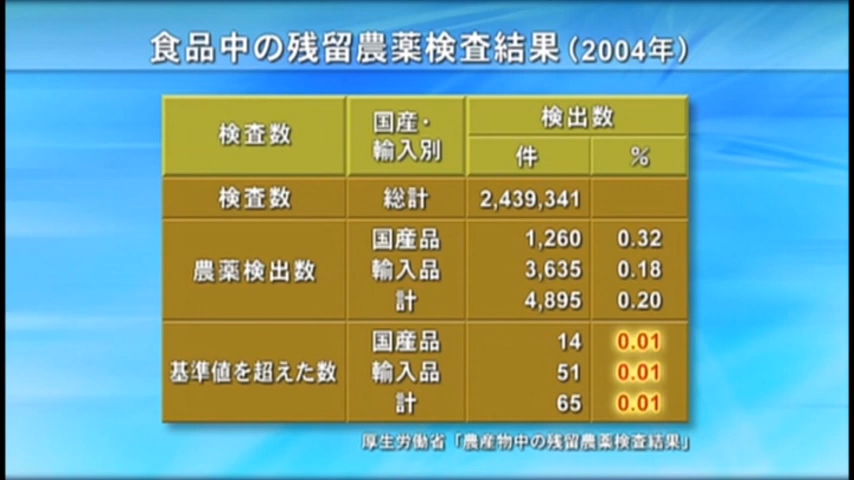 食品中の残留農薬検査結果（2004年）
検査数 国産・輸入別 検出数
件 %
検査数 総計 2,439,341
農薬検出数 国産品 1,260 0.32
輸入品 3,635 0.18
計 4,895 0.20
基準値を超えた数 国産品 14 0.01
輸入品 51 0.01
計 65 0.01
厚生労働省「農産物中の残留農薬検査結果」